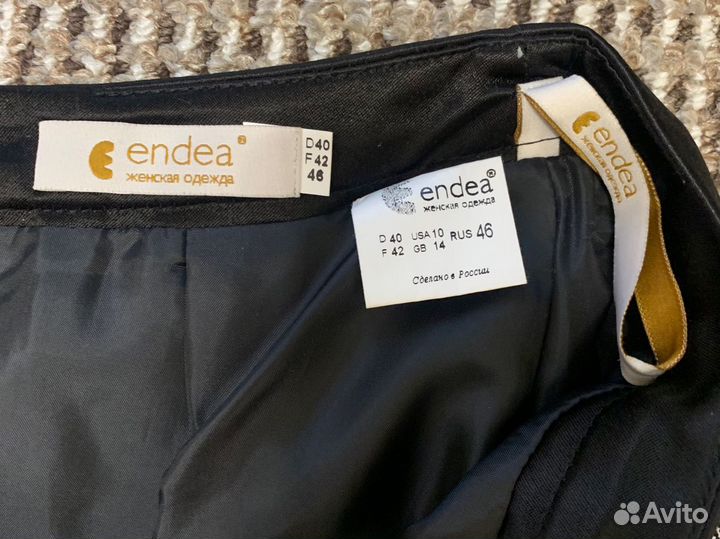 endea®
женская одежда
D40
F 42
46
endea®
женская одежда
D 40 USA 10 RUS 46
F 42 GB 14
Сделано в России
endea
женская одежда
Avito